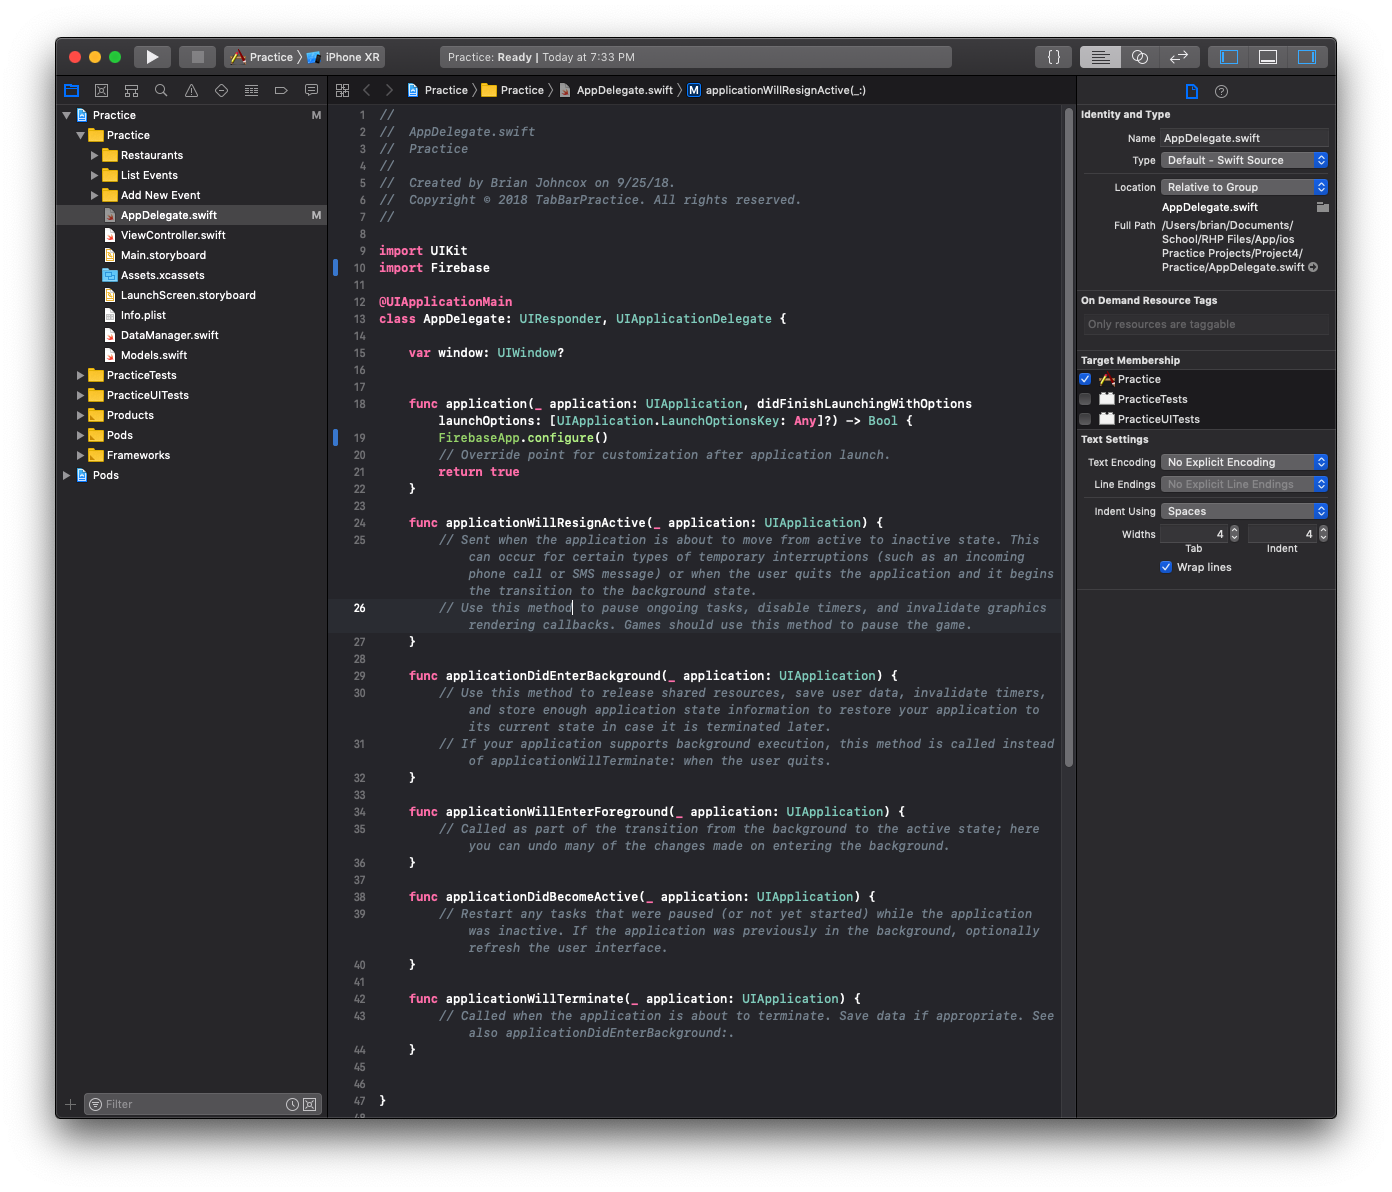 Practice
iPhone XR
Practice: Ready | Today at 7:33 PM
{ }
Practice
M
Practice
Restaurants
List Events
Add New Event
AppDelegate.swift
M
ViewController.swift
Main.storyboard
Assets.xcassets
LaunchScreen.storyboard
Info.plist
DataManager.swift
Models.swift
PracticeTests
PracticeUITests
Products
Pods
Frameworks
Pods
Filter
Practice
Practice
AppDelegate.swift
M applicationWillResignActive(_:)
1 //
2 //  AppDelegate.swift
3 //  Practice
4 //
5 //  Created by Brian Johncox on 9/25/18.
6 //  Copyright © 2018 TabBarPractice. All rights reserved.
7 //
8
9 import UIKit
10 import Firebase
11
12 @UIApplicationMain
13 class AppDelegate: UIResponder, UIApplicationDelegate {
14
15     var window: UIWindow?
16
17
18     func application(_ application: UIApplication, didFinishLaunchingWithOptions
launchOptions: [UIApplication.LaunchOptionsKey: Any]?) -> Bool {
19         FirebaseApp.configure()
20         // Override point for customization after application launch.
21         return true
22     }
23
24     func applicationWillResignActive(_ application: UIApplication) {
25         // Sent when the application is about to move from active to inactive state. This
can occur for certain types of temporary interruptions (such as an incoming
phone call or SMS message) or when the user quits the application and it begins
the transition to the background state.
26         // Use this method to pause ongoing tasks, disable timers, and invalidate graphics
rendering callbacks. Games should use this method to pause the game.
27     }
28
29     func applicationDidEnterBackground(_ application: UIApplication) {
30         // Use this method to release shared resources, save user data, invalidate timers,
and store enough application state information to restore your application to
its current state in case it is terminated later.
31         // If your application supports background execution, this method is called instead
of applicationWillTerminate: when the user quits.
32     }
33
34     func applicationWillEnterForeground(_ application: UIApplication) {
35         // Called as part of the transition from the background to the active state; here
you can undo many of the changes made on entering the background.
36     }
37
38     func applicationDidBecomeActive(_ application: UIApplication) {
39         // Restart any tasks that were paused (or not yet started) while the application
was inactive. If the application was previously in the background, optionally
refresh the user interface.
40     }
41
42     func applicationWillTerminate(_ application: UIApplication) {
43         // Called when the application is about to terminate. Save data if appropriate. See
also applicationDidEnterBackground:.
44     }
45
46
47 }
48
Identity and Type
Name AppDelegate.swift
Type Default - Swift Source
Location Relative to Group
AppDelegate.swift
Full Path /Users/brian/Documents/
School/RHP Files/App/ios
Practice Projects/Project4/
Practice/AppDelegate.swift
On Demand Resource Tags
Only resources are taggable
Target Membership
Practice
PracticeTests
PracticeUITests
Text Settings
Text Encoding No Explicit Encoding
Line Endings No Explicit Line Endings
Indent Using Spaces
Widths 4 4
Tab Indent
Wrap lines